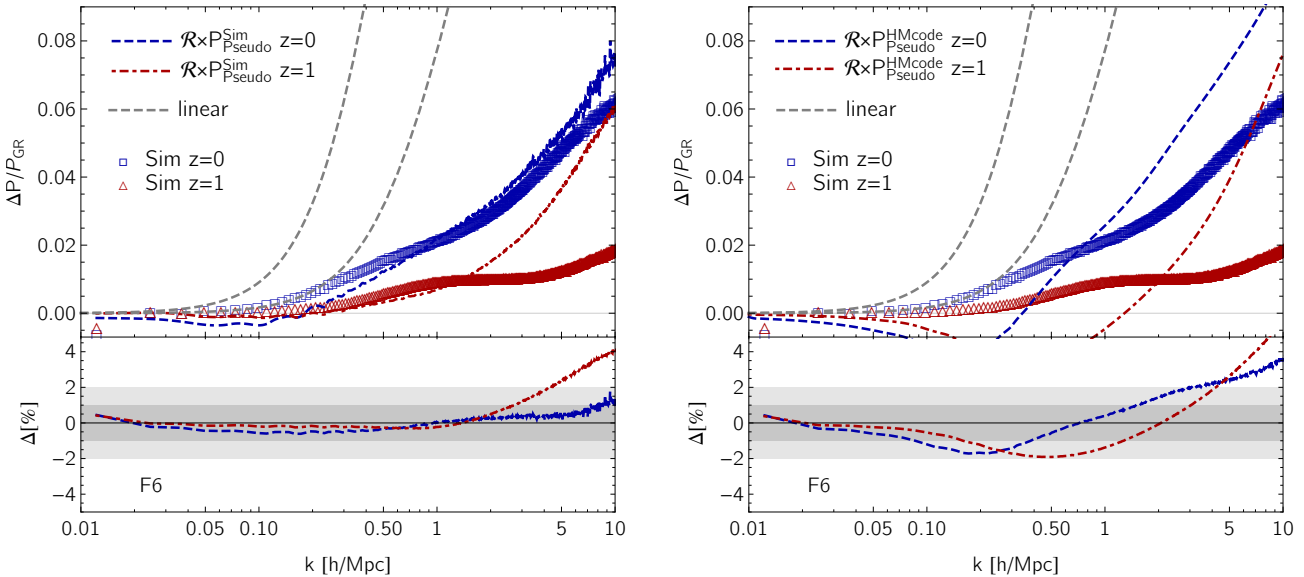 0.08
0.06
0.04
0.02
0.00
ΔP/P_GR
ℛ×P^Sim_Pseudo z=0
ℛ×P^Sim_Pseudo z=1
linear
Sim z=0
Sim z=1
4
2
0
−2
−4
Δ[%]
F6
0.01 0.05 0.10 0.50 1 5 10
k [h/Mpc]
0.08
0.06
0.04
0.02
0.00
ΔP/P_GR
ℛ×P^HMcode_Pseudo z=0
ℛ×P^HMcode_Pseudo z=1
linear
Sim z=0
Sim z=1
4
2
0
−2
−4
Δ[%]
F6
0.01 0.05 0.10 0.50 1 5 10
k [h/Mpc]